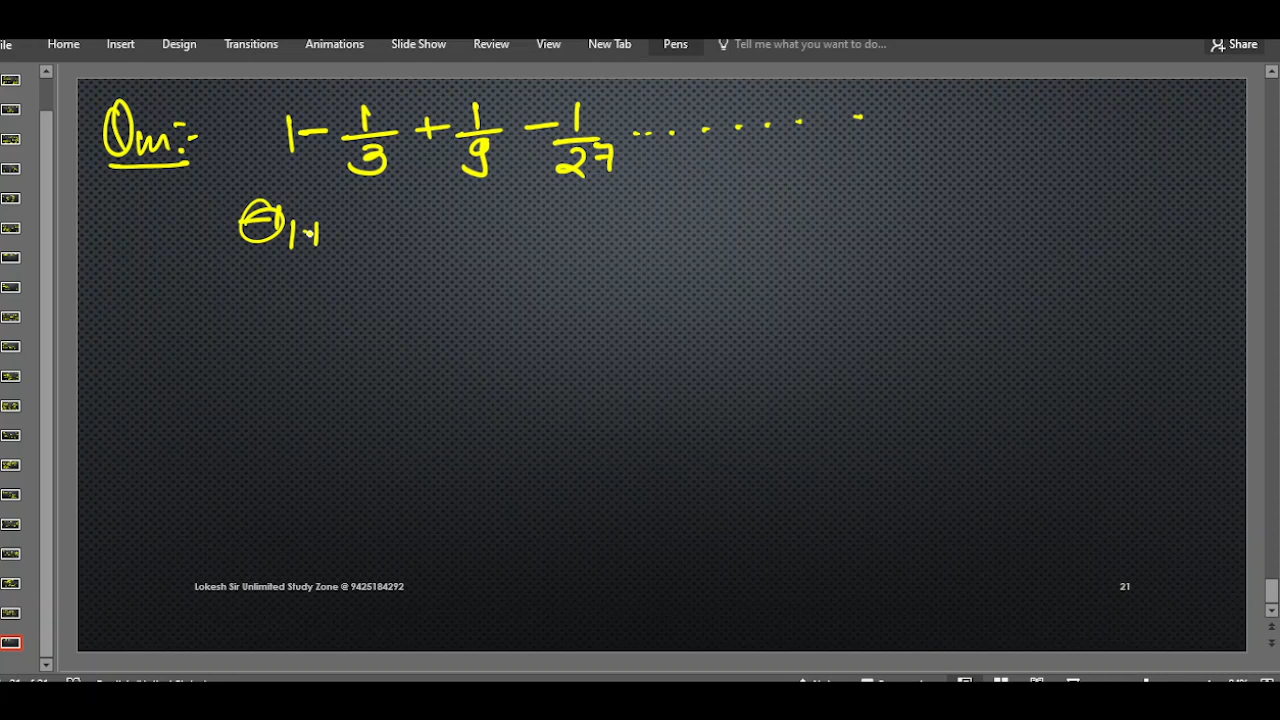 File Home Insert Design Transitions Animations Slide Show Review View New Tab Pens Tell me what you want to do... Share
Qm:- 1 - 1/3 + 1/9 - 1/27 ..........
Lokesh Sir Unlimited Study Zone @ 9425184292 21